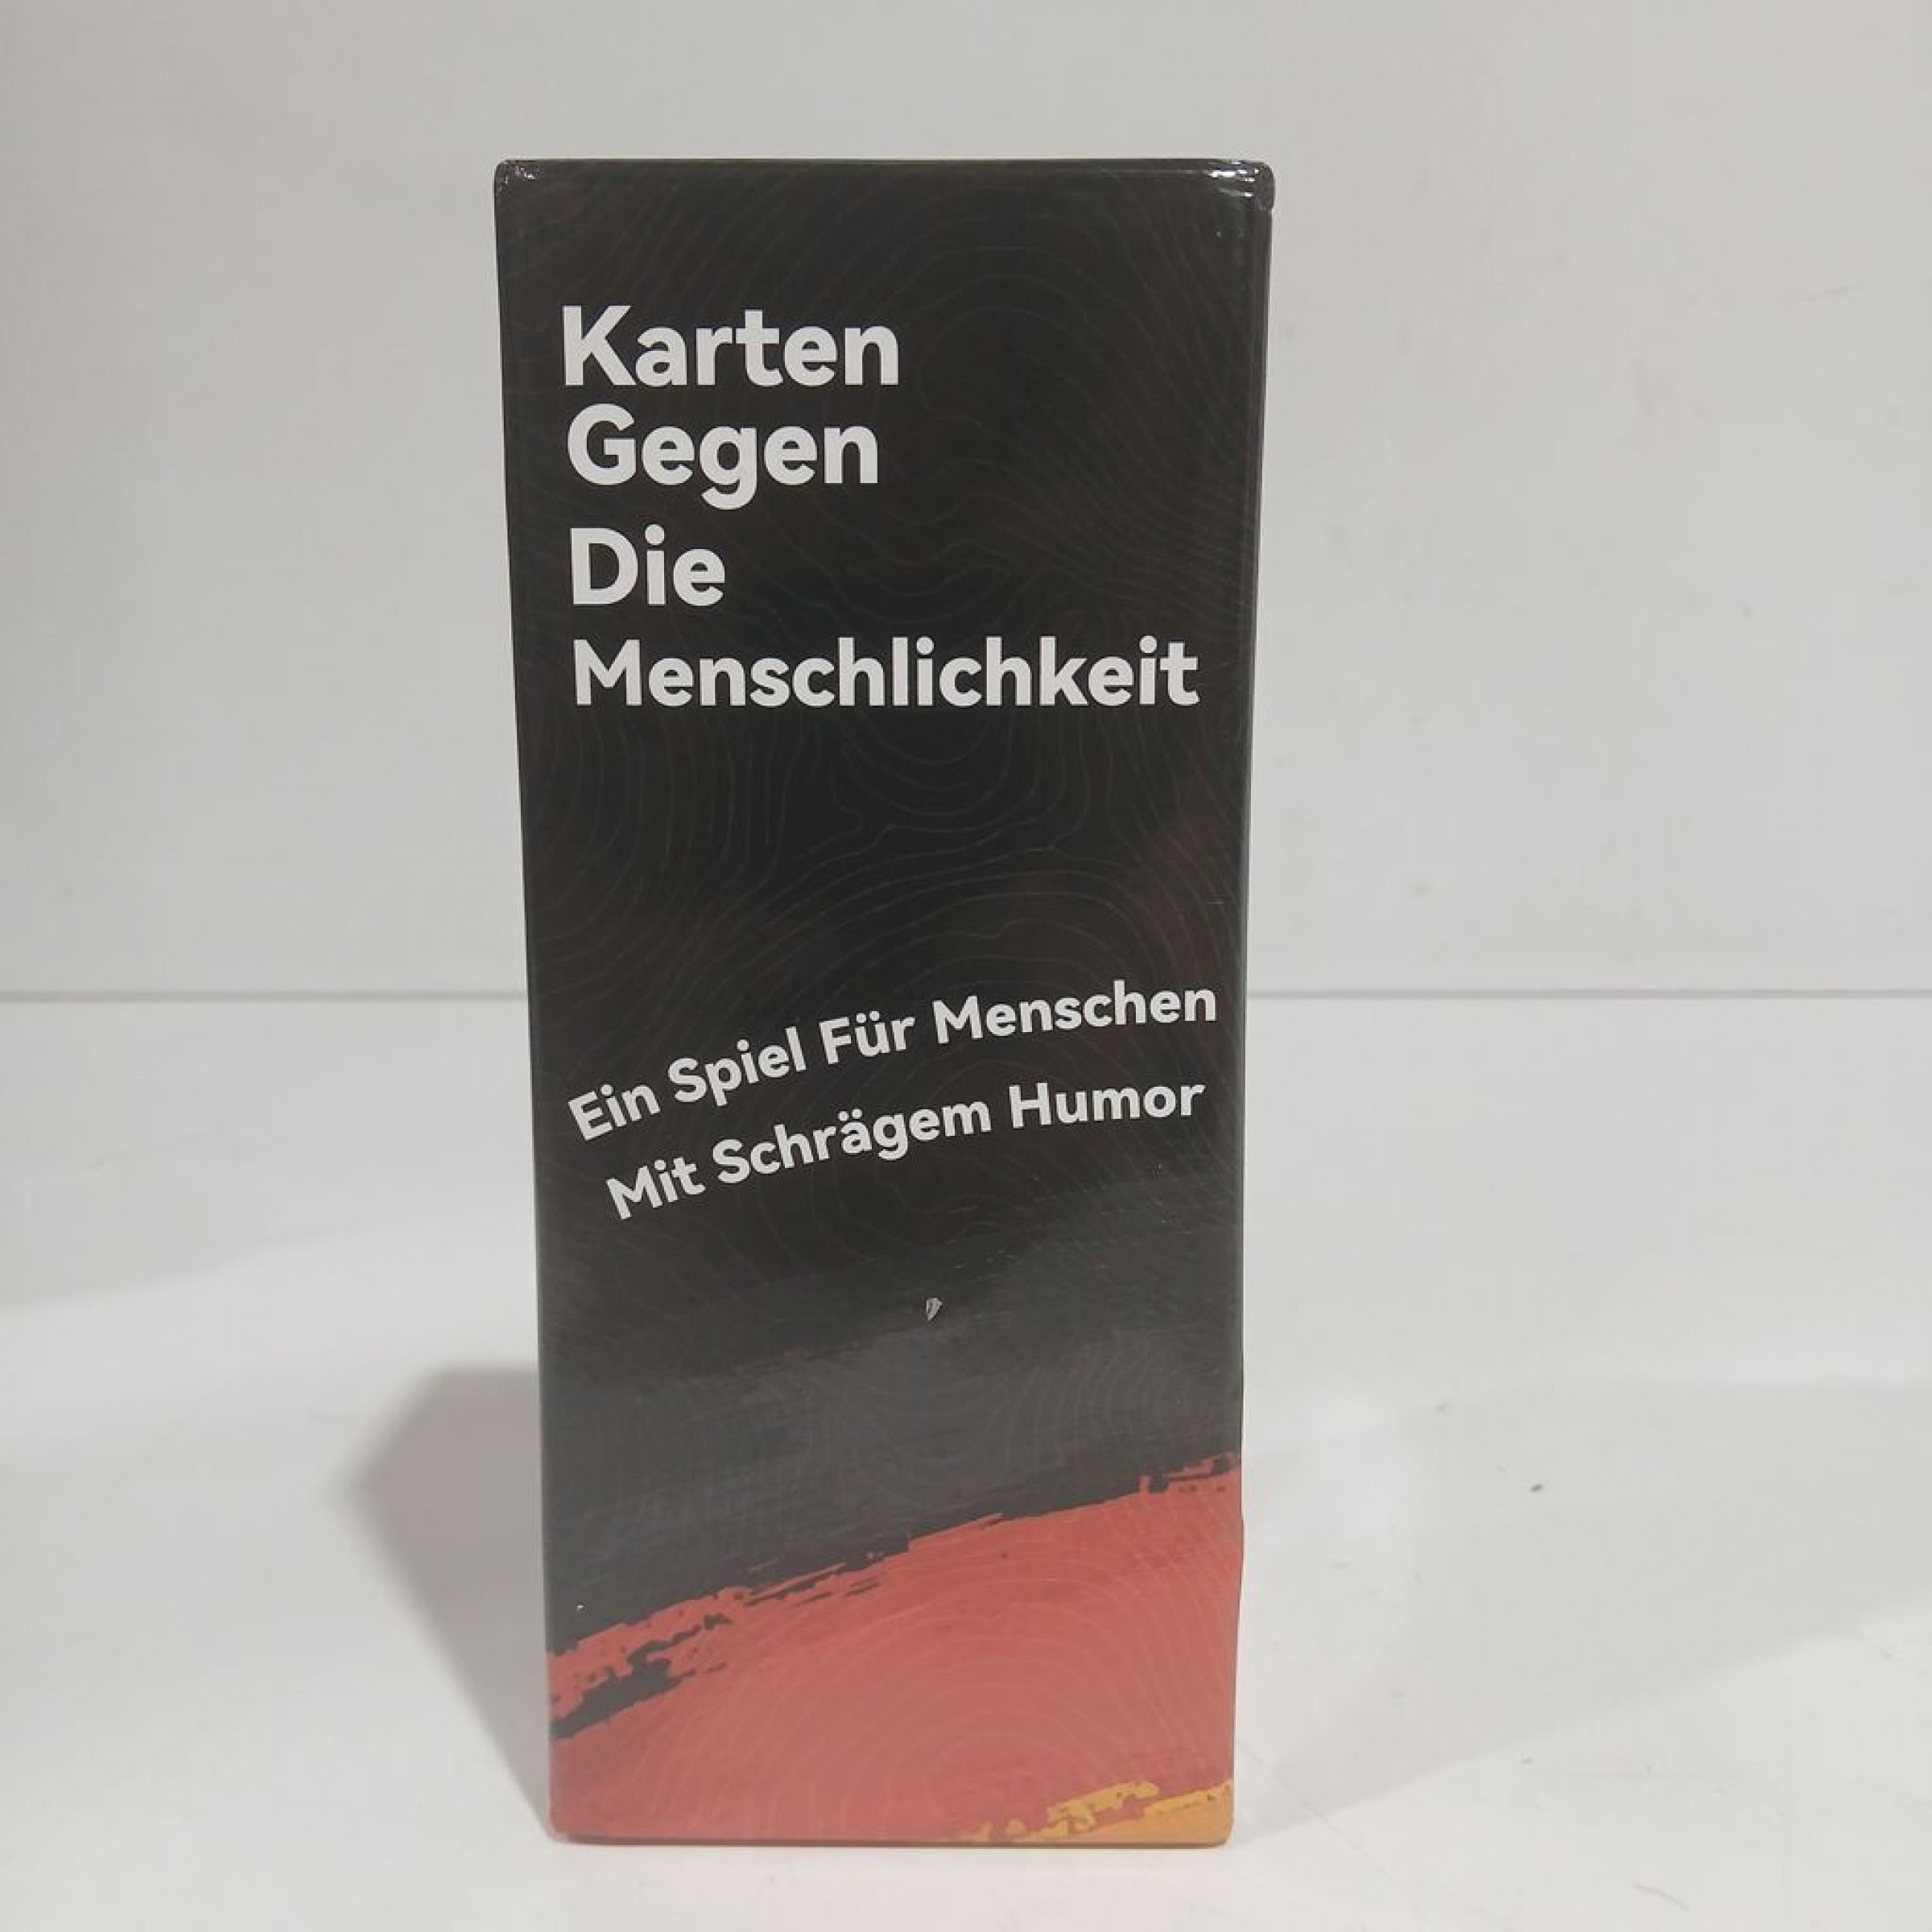 Karten
Gegen
Die
Menschlichkeit
Ein Spiel Für Menschen
Mit Schrägem Humor